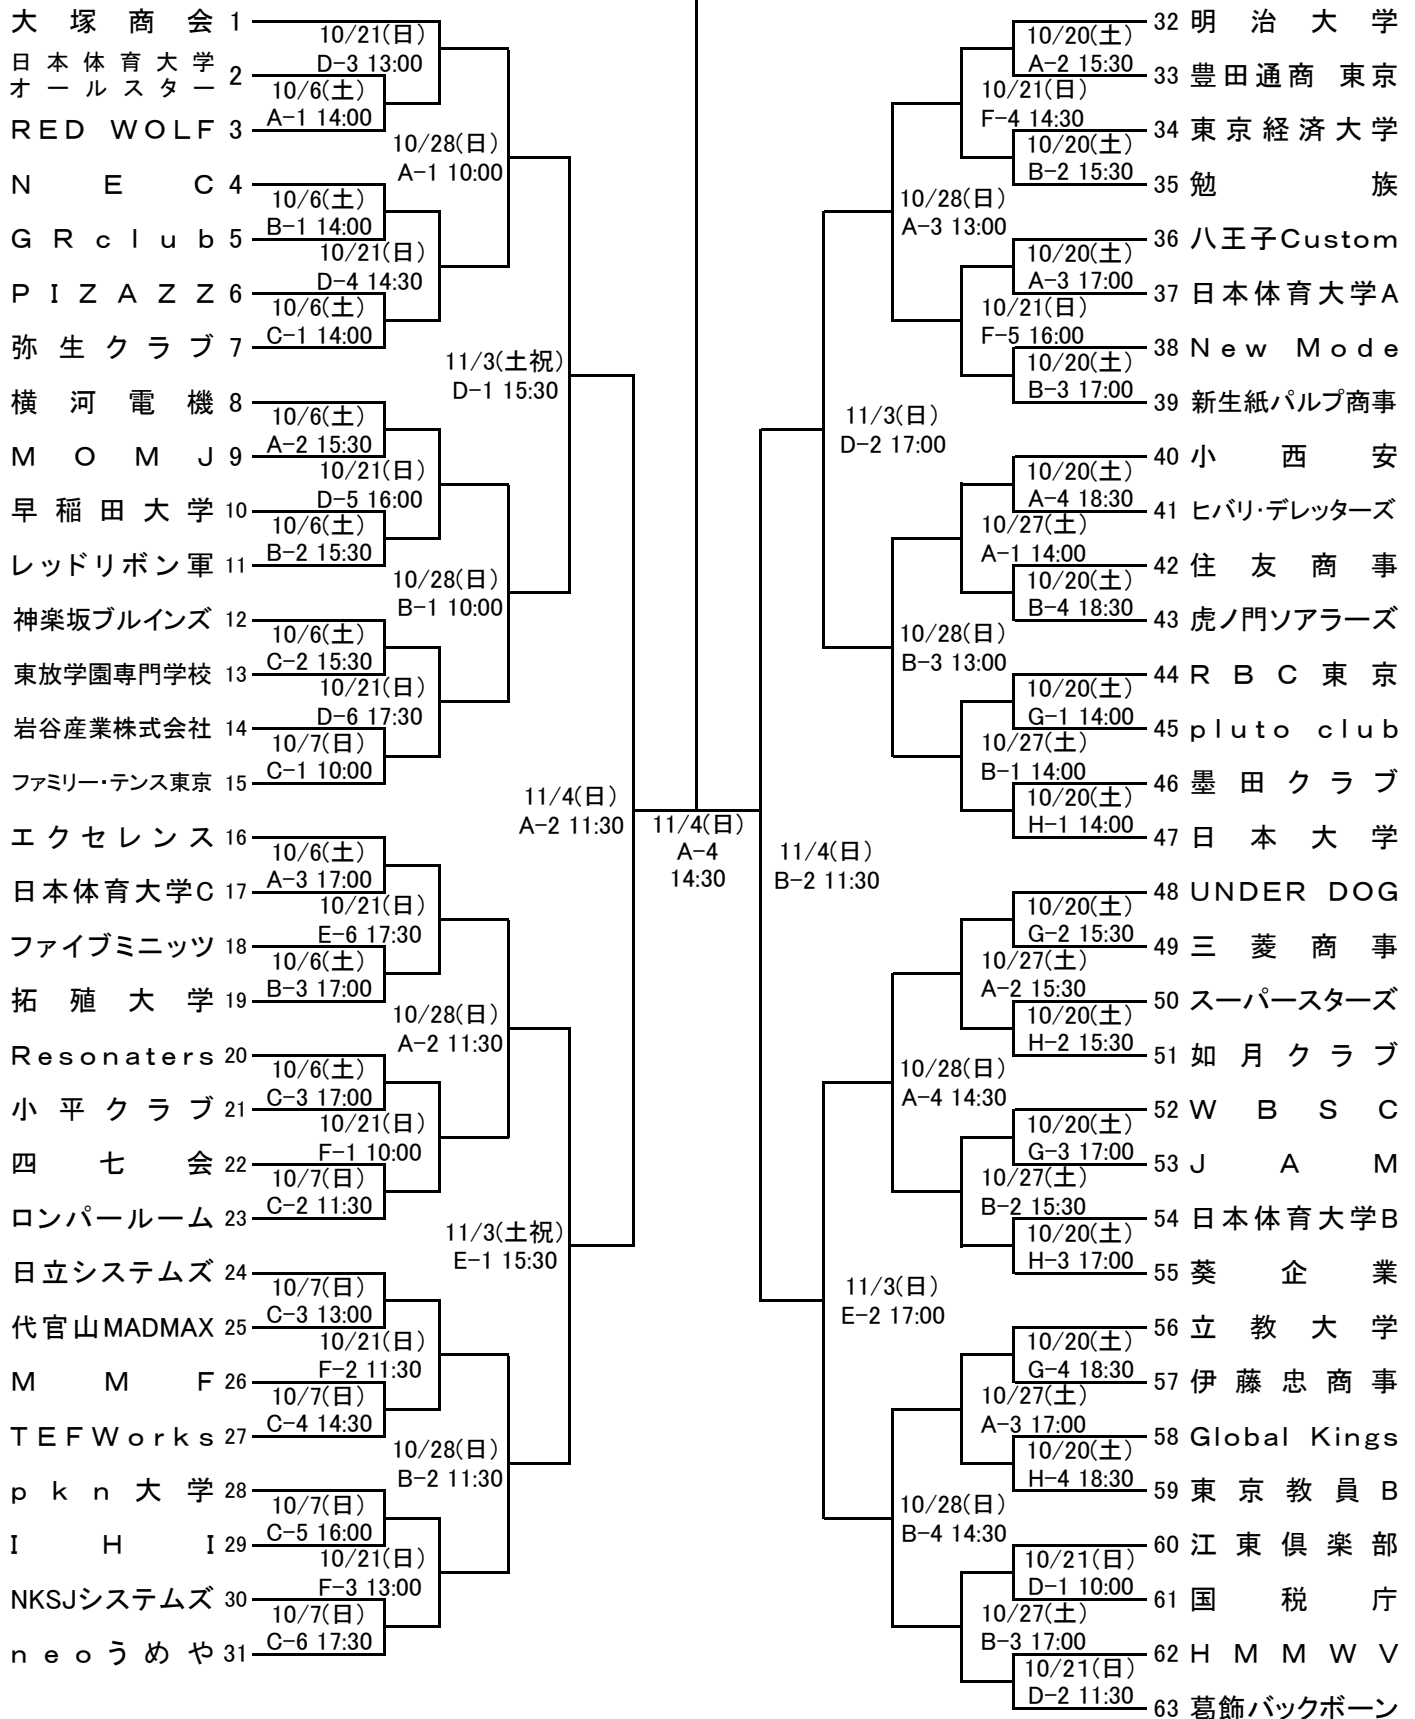 大塚商会 1
10/21(日)
D-3 13:00
日本体育大学
オールスター 2
10/6(土)
A-1 14:00
RED WOLF 3
10/28(日)
A-1 10:00
NEC 4
10/6(土)
B-1 14:00
GRclub 5
10/21(日)
D-4 14:30
PIZAZZ 6
10/6(土)
C-1 14:00
弥生クラブ 7
11/3(土祝)
D-1 15:30
横河電機 8
10/6(土)
A-2 15:30
MOMJ 9
10/21(日)
D-5 16:00
早稲田大学 10
10/6(土)
B-2 15:30
レッドリボン軍 11
10/28(日)
B-1 10:00
神楽坂ブルインズ 12
10/6(土)
C-2 15:30
東放学園専門学校 13
10/21(日)
D-6 17:30
岩谷産業株式会社 14
10/7(日)
C-1 10:00
ファミリー・テンス東京 15
11/4(日)
A-2 11:30
エクセレンス 16
10/6(土)
A-3 17:00
日本体育大学C 17
10/21(日)
E-6 17:30
ファイブミニッツ 18
10/6(土)
B-3 17:00
拓殖大学 19
10/28(日)
A-2 11:30
Resonaters 20
10/6(土)
C-3 17:00
小平クラブ 21
10/21(日)
F-1 10:00
四七会 22
10/7(日)
C-2 11:30
ロンパールーム 23
11/3(土祝)
E-1 15:30
日立システムズ 24
10/7(日)
C-3 13:00
代官山MADMAX 25
10/21(日)
F-2 11:30
MMF 26
10/7(日)
C-4 14:30
TEFWorks 27
10/28(日)
B-2 11:30
pkn大学 28
10/7(日)
C-5 16:00
IHI 29
10/21(日)
F-3 13:00
NKSJシステムズ 30
10/7(日)
C-6 17:30
neoうめや 31
11/4(日)
A-4
14:30
32 明治大学
10/20(土)
A-2 15:30
33 豊田通商 東京
10/21(日)
F-4 14:30
34 東京経済大学
10/20(土)
B-2 15:30
35 勉族
10/28(日)
A-3 13:00
36 八王子Custom
10/20(土)
A-3 17:00
37 日本体育大学A
10/21(日)
F-5 16:00
38 New Mode
10/20(土)
B-3 17:00
39 新生紙パルプ商事
11/3(日)
D-2 17:00
40 小西安
10/20(土)
A-4 18:30
41 ヒバリ・デレッターズ
10/27(土)
A-1 14:00
42 住友商事
10/20(土)
B-4 18:30
43 虎ノ門ソアラーズ
10/28(日)
B-3 13:00
44 RBC東京
10/20(土)
G-1 14:00
45 pluto club
10/27(土)
B-1 14:00
46 墨田クラブ
10/20(土)
H-1 14:00
47 日本大学
11/4(日)
B-2 11:30
48 UNDER DOG
10/20(土)
G-2 15:30
49 三菱商事
10/27(土)
A-2 15:30
50 スーパースターズ
10/20(土)
H-2 15:30
51 如月クラブ
10/28(日)
A-4 14:30
52 WBSC
10/20(土)
G-3 17:00
53 JAM
10/27(土)
B-2 15:30
54 日本体育大学B
10/20(土)
H-3 17:00
55 葵企業
11/3(日)
E-2 17:00
56 立教大学
10/20(土)
G-4 18:30
57 伊藤忠商事
10/27(土)
A-3 17:00
58 Global Kings
10/20(土)
H-4 18:30
59 東京教員B
10/28(日)
B-4 14:30
60 江東倶楽部
10/21(日)
D-1 10:00
61 国税庁
10/27(土)
B-3 17:00
62 HMMWV
10/21(日)
D-2 11:30
63 葛飾バックボーン